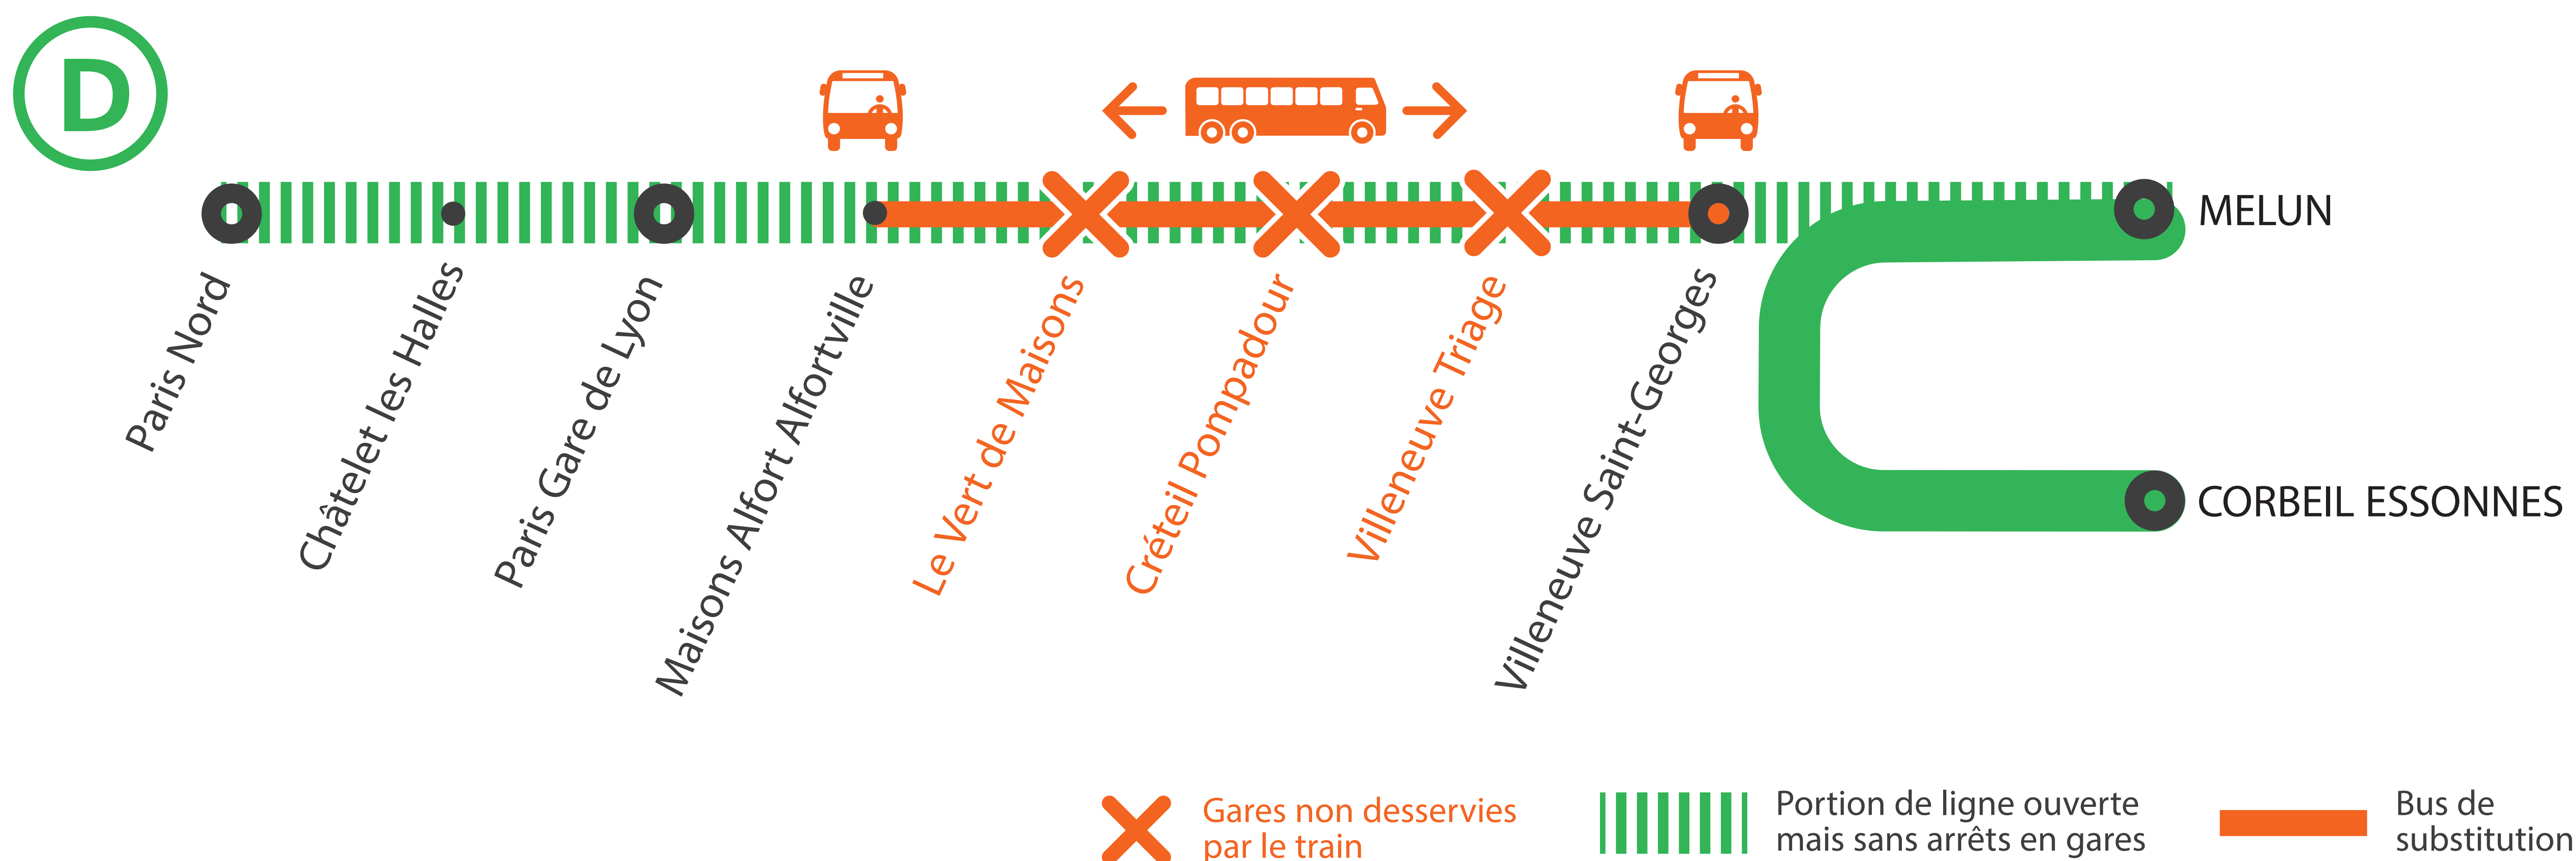 D
Paris Nord
Châtelet les Halles
Paris Gare de Lyon
Maisons Alfort Alfortville
Le Vert de Maisons
Créteil Pompadour
Villeneuve Triage
Villeneuve Saint-Georges
MELUN
CORBEIL ESSONNES
Gares non desservies
par le train
Portion de ligne ouverte
mais sans arrêts en gares
Bus de
substitution